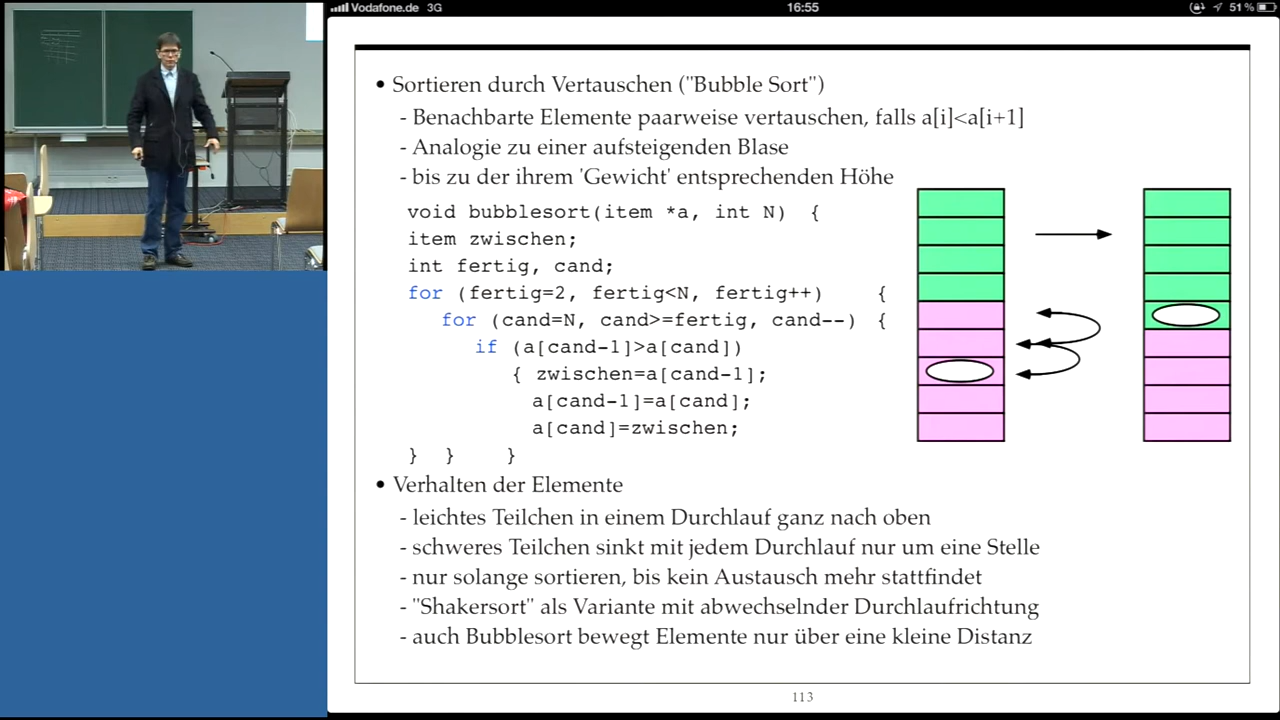 Vodafone.de 3G 16:55 51%
• Sortieren durch Vertauschen ("Bubble Sort")
- Benachbarte Elemente paarweise vertauschen, falls a[i]<a[i+1]
- Analogie zu einer aufsteigenden Blase
- bis zu der ihrem 'Gewicht' entsprechenden Höhe
void bubblesort(item *a, int N) {
item zwischen;
int fertig, cand;
for (fertig=2, fertig<N, fertig++) {
for (cand=N, cand>=fertig, cand--) {
if (a[cand-1]>a[cand])
{ zwischen=a[cand-1];
a[cand-1]=a[cand];
a[cand]=zwischen;
} } }
• Verhalten der Elemente
- leichtes Teilchen in einem Durchlauf ganz nach oben
- schweres Teilchen sinkt mit jedem Durchlauf nur um eine Stelle
- nur solange sortieren, bis kein Austausch mehr stattfindet
- "Shakersort" als Variante mit abwechselnder Durchlaufrichtung
- auch Bubblesort bewegt Elemente nur über eine kleine Distanz
113